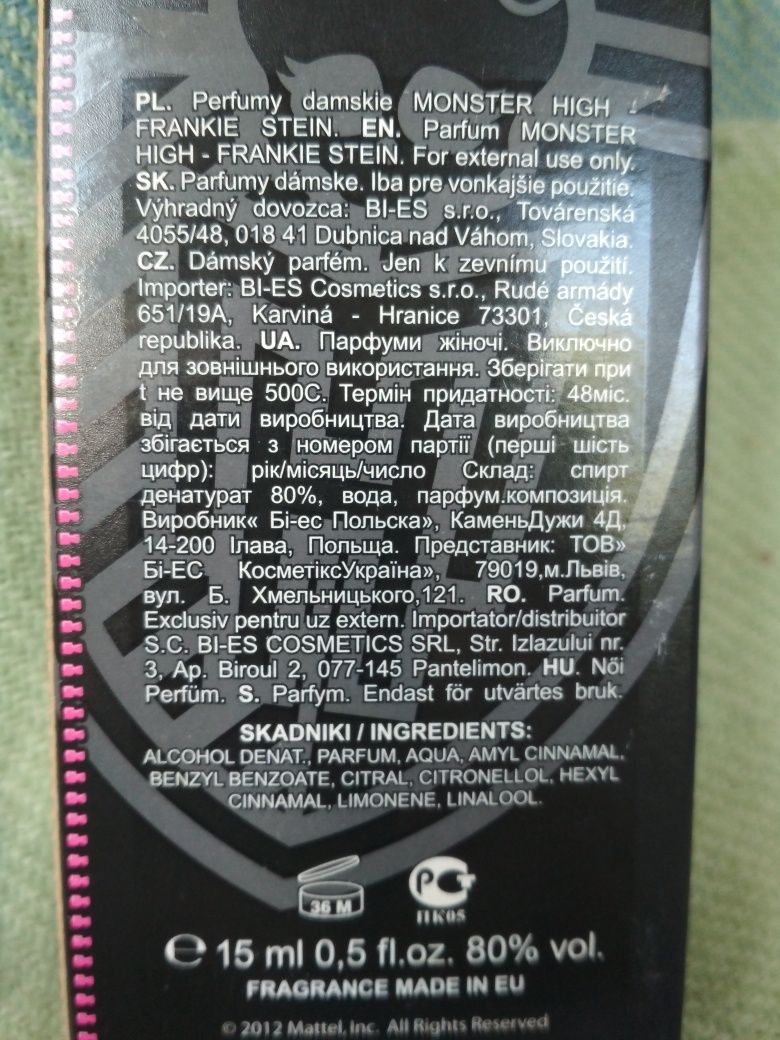 PL. Perfumy damskie MONSTER HIGH -
FRANKIE STEIN. EN. Parfum MONSTER
HIGH - FRANKIE STEIN. For external use only.
SK. Parfumy dámske. Iba pre vonkajšie použitie.
Výhradný dovozca: BI-ES s.r.o., Továrenská
4055/48, 018 41 Dubnica nad Váhom, Slovakia.
CZ. Dámský parfém. Jen k zevnímu použití.
Importer: BI-ES Cosmetics s.r.o., Rudé armády
651/19A, Karviná - Hranice 73301, Česká
republika. UA. Парфуми жіночі. Виключно
для зовнішнього використання. Зберігати при
t не вище 500С. Термін придатності: 48міс.
від дати виробництва. Дата виробництва
збігається з номером партії (перші шість
цифр): рік/місяць/число Склад: спирт
денатурат 80%, вода, парфум.композиція.
Виробник« Бі-ес Польска», КаменьДужи 4Д,
14-200 Ілава, Польща. Представник: ТОВ»
Бі-ЕС КосметіксУкраїна», 79019,м.Львів,
вул. Б. Хмельницького,121. RO. Parfum.
Exclusiv pentru uz extern. Importator/distribuitor
S.C. BI-ES COSMETICS SRL, Str. Izlazului nr.
3, Ap. Biroul 2, 077-145 Pantelimon. HU. Női
Perfüm. S. Parfym. Endast för utvärtes bruk.
SKADNIKI / INGREDIENTS:
ALCOHOL DENAT., PARFUM, AQUA, AMYL CINNAMAL,
BENZYL BENZOATE, CITRAL, CITRONELLOL, HEXYL
CINNAMAL, LIMONENE, LINALOOL.
36 M
РСТ
ПК05
e 15 ml 0,5 fl.oz. 80% vol.
FRAGRANCE MADE IN EU
© 2012 Mattel, Inc. All Rights Reserved